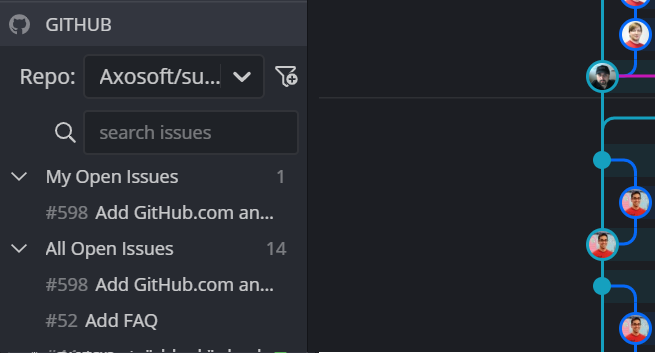 GITHUB
Repo: Axosoft/su...
search issues
My Open Issues 1
#598 Add GitHub.com an...
All Open Issues 14
#598 Add GitHub.com an...
#52 Add FAQ